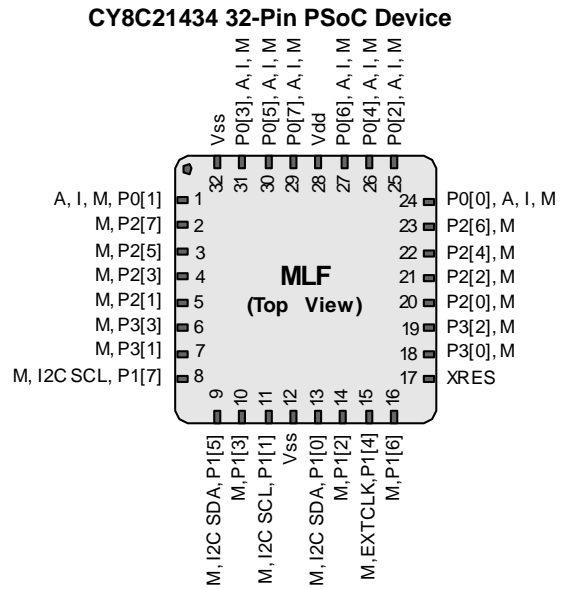 CY8C21434 32-Pin PSoC Device
Vss
P0[3], A, I, M
P0[5], A, I, M
P0[7], A, I, M
Vdd
P0[6], A, I, M
P0[4], A, I, M
P0[2], A, I, M
32
31
30
29
28
27
26
25
A, I, M, P0[1] 1
M, P2[7] 2
M, P2[5] 3
M, P2[3] 4
M, P2[1] 5
M, P3[3] 6
M, P3[1] 7
M, I2C SCL, P1[7] 8
MLF
(Top View)
24 P0[0], A, I, M
23 P2[6], M
22 P2[4], M
21 P2[2], M
20 P2[0], M
19 P3[2], M
18 P3[0], M
17 XRES
9
10
11
12
13
14
15
16
M, I2C SDA, P1[5]
M, P1[3]
M, I2C SCL, P1[1]
Vss
M, I2C SDA, P1[0]
M, P1[2]
M, EXTCLK, P1[4]
M, P1[6]